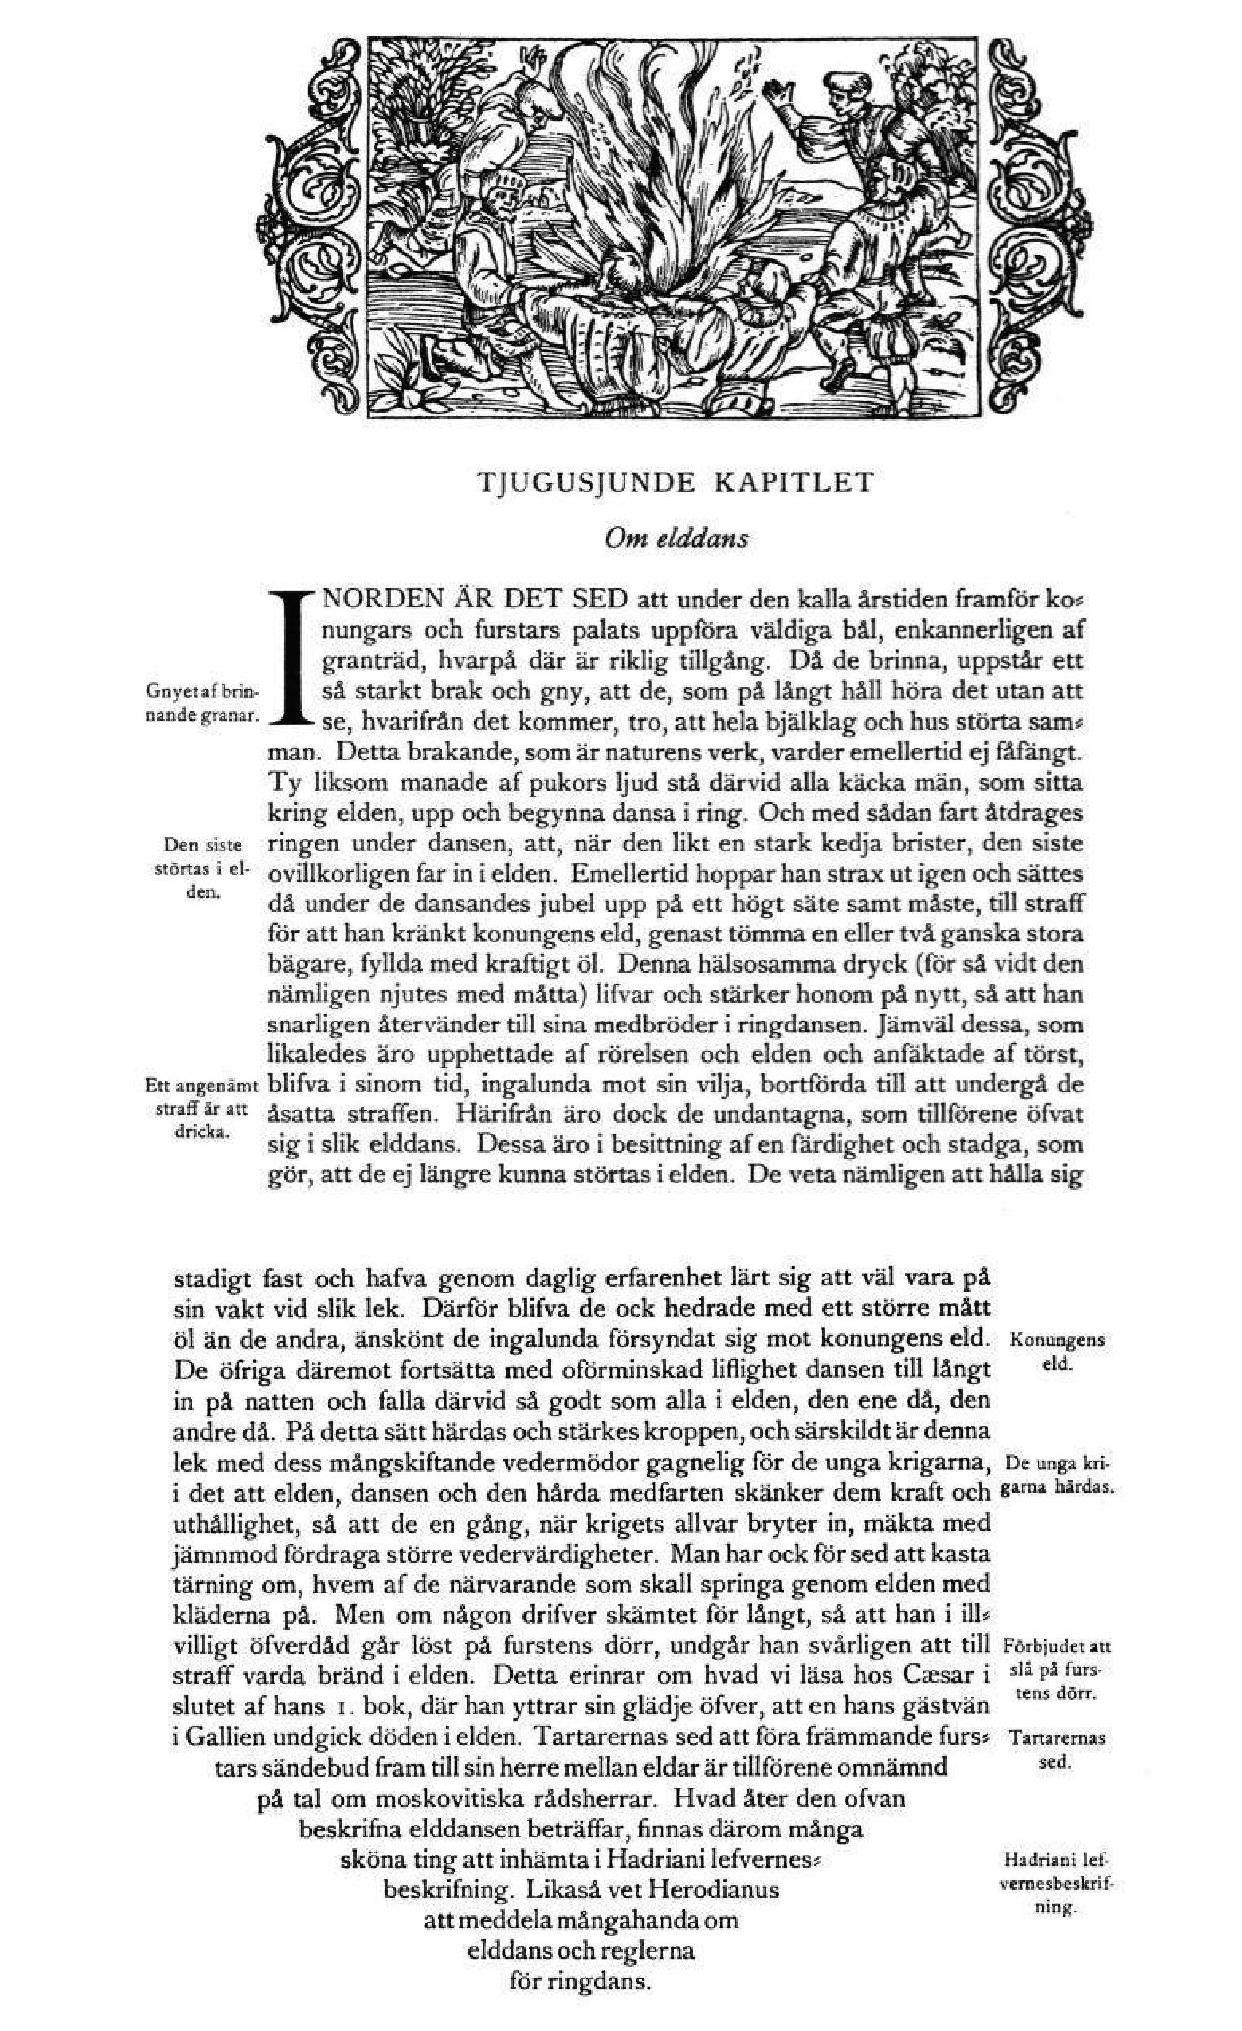 TJUGUSJUNDE KAPITLET
Om elddans
I NORDEN ÄR DET SED att under den kalla årstiden framför ko⸗
nungars och furstars palats uppföra väldiga bål, enkannerligen af
granträd, hvarpå där är riklig tillgång. Då de brinna, uppstår ett
Gnyet af brin-
så starkt brak och gny, att de, som på långt håll höra det utan att
nande granar.
se, hvarifrån det kommer, tro, att hela bjälklag och hus störta sam⸗
man. Detta brakande, som är naturens verk, varder emellertid ej fåfängt.
Ty liksom manade af pukors ljud stå därvid alla käcka män, som sitta
kring elden, upp och begynna dansa i ring. Och med sådan fart åtdrages
Den siste
störtas i el-
den.
ringen under dansen, att, när den likt en stark kedja brister, den siste
ovillkorligen far in i elden. Emellertid hoppar han strax ut igen och sättes
då under de dansandes jubel upp på ett högt säte samt måste, till straff
för att han kränkt konungens eld, genast tömma en eller två ganska stora
bägare, fyllda med kraftigt öl. Denna hälsosamma dryck (för så vidt den
nämligen njutes med måtta) lifvar och stärker honom på nytt, så att han
snarligen återvänder till sina medbröder i ringdansen. Jämväl dessa, som
likaledes äro upphettade af rörelsen och elden och anfäktade af törst,
Ett angenämt
straff är att
dricka.
blifva i sinom tid, ingalunda mot sin vilja, bortförda till att undergå de
åsatta straffen. Härifrån äro dock de undantagna, som tillförene öfvat
sig i slik elddans. Dessa äro i besittning af en färdighet och stadga, som
gör, att de ej längre kunna störtas i elden. De veta nämligen att hålla sig
stadigt fast och hafva genom daglig erfarenhet lärt sig att väl vara på
sin vakt vid slik lek. Därför blifva de ock hedrade med ett större mått
öl än de andra, änskönt de ingalunda försyndat sig mot konungens eld.
Konungens
eld.
De öfriga däremot fortsätta med oförminskad liflighet dansen till långt
in på natten och falla därvid så godt som alla i elden, den ene då, den
andre då. På detta sätt härdas och stärkes kroppen, och särskildt är denna
lek med dess mångskiftande vedermödor gagnelig för de unga krigarna,
De unga kri-
garna härdas.
i det att elden, dansen och den hårda medfarten skänker dem kraft och
uthållighet, så att de en gång, när krigets allvar bryter in, mäkta med
jämnmod fördraga större vedervärdigheter. Man har ock för sed att kasta
tärning om, hvem af de närvarande som skall springa genom elden med
kläderna på. Men om någon drifver skämtet för långt, så att han i ill⸗
villigt öfverdåd går löst på furstens dörr, undgår han svårligen att till
Förbjudet att
slå på furs-
tens dörr.
straff varda bränd i elden. Detta erinrar om hvad vi läsa hos Cæsar i
slutet af hans 1. bok, där han yttrar sin glädje öfver, att en hans gästvän
i Gallien undgick döden i elden. Tartarernas sed att föra främmande furs⸗
Tartarernas
sed.
tars sändebud fram till sin herre mellan eldar är tillförene omnämnd
på tal om moskovitiska rådsherrar. Hvad åter den ofvan
beskrifna elddansen beträffar, finnas därom många
sköna ting att inhämta i Hadriani lefvernes⸗
Hadriani lef-
vernesbeskrif-
ning.
beskrifning. Likaså vet Herodianus
att meddela mångahanda om
elddans och reglerna
för ringdans.